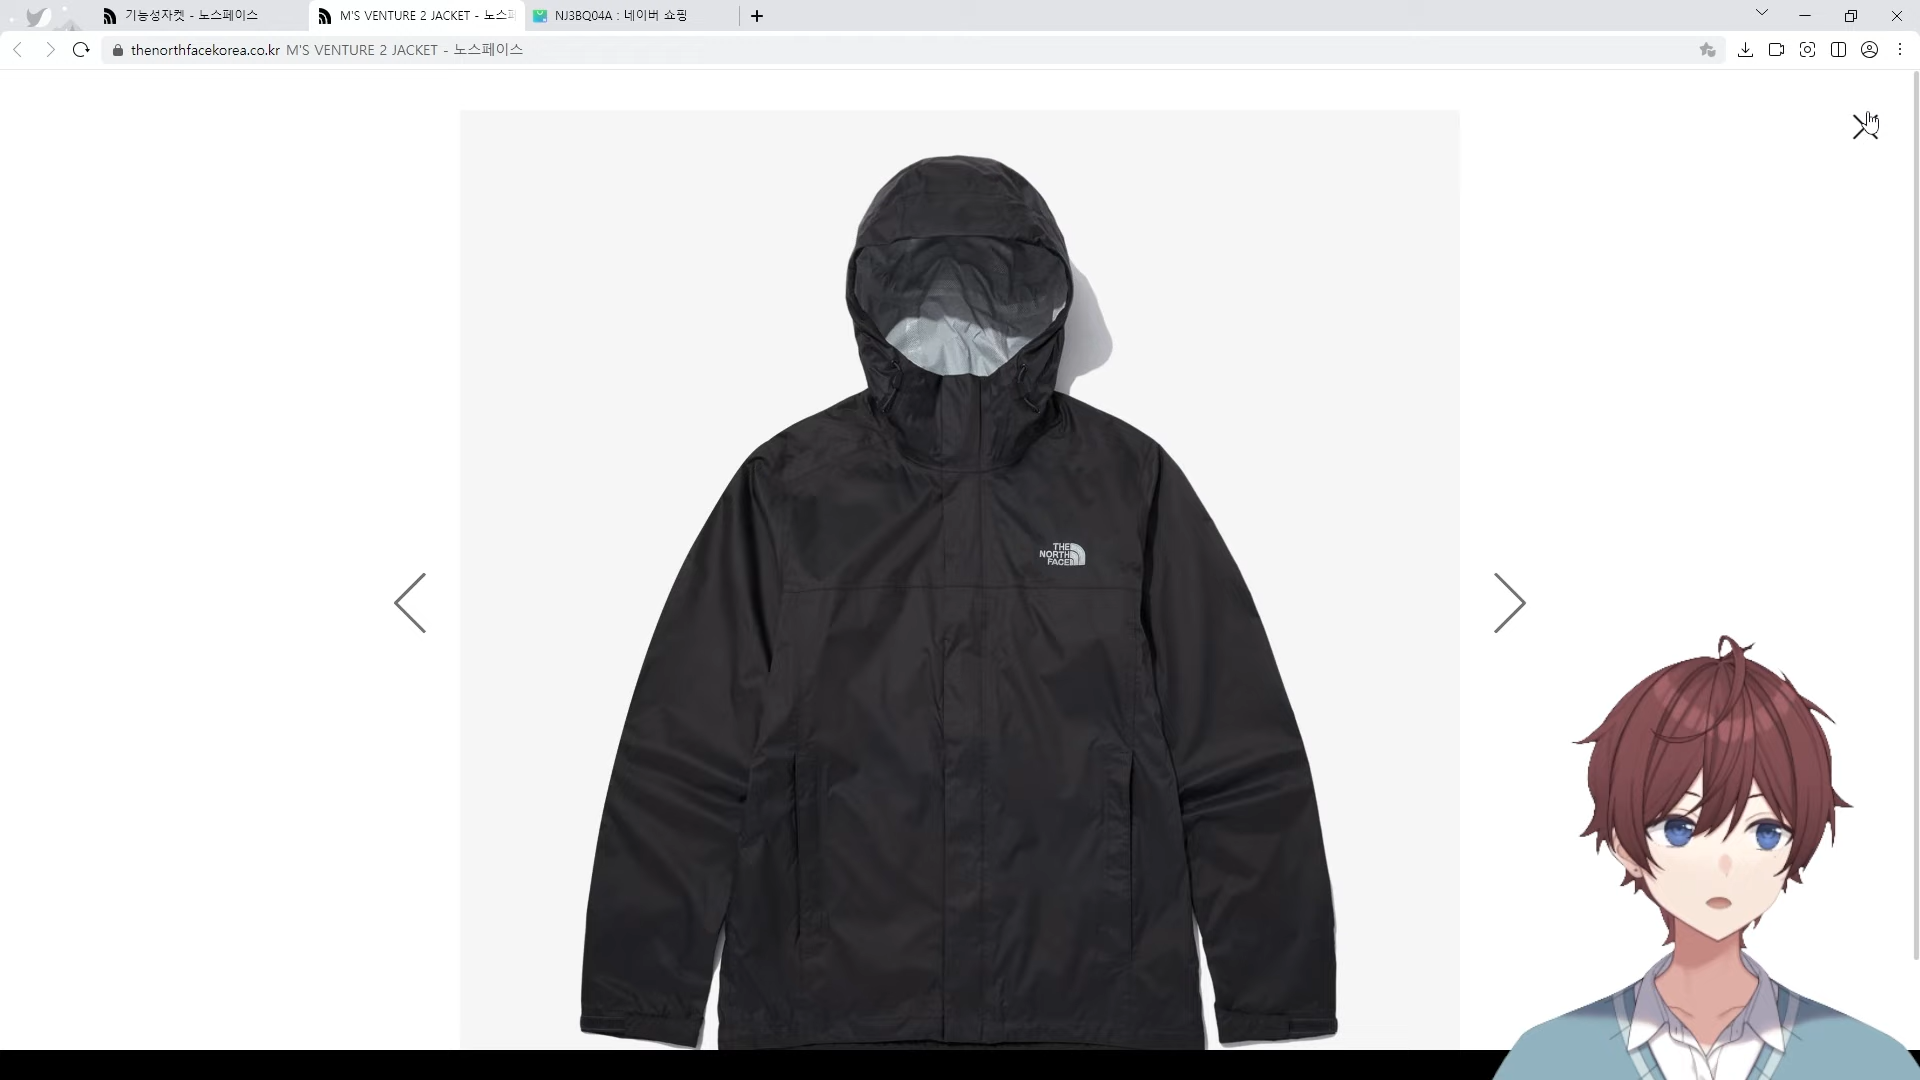 기능성자켓 - 노스페이스
M'S VENTURE 2 JACKET - 노스페
NJ3BQ04A : 네이버 쇼핑
thenorthfacekorea.co.kr M'S VENTURE 2 JACKET - 노스페이스
THE
NORTH
FACE